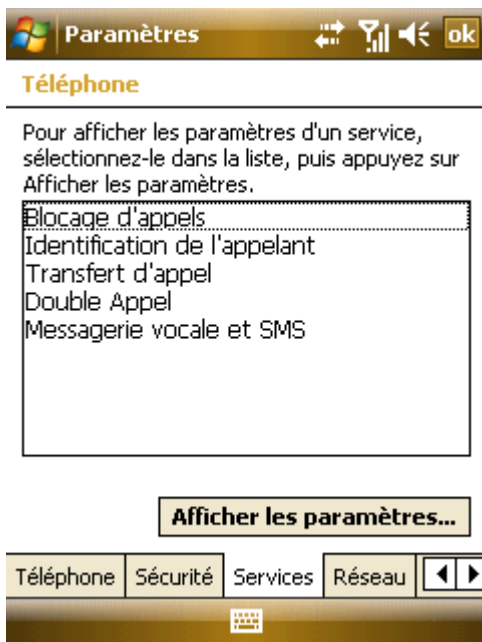 Paramètres ok
Téléphone
Pour afficher les paramètres d'un service,
sélectionnez-le dans la liste, puis appuyez sur
Afficher les paramètres.
Blocage d'appels
Identification de l'appelant
Transfert d'appel
Double Appel
Messagerie vocale et SMS
Afficher les paramètres...
Téléphone Sécurité Services Réseau